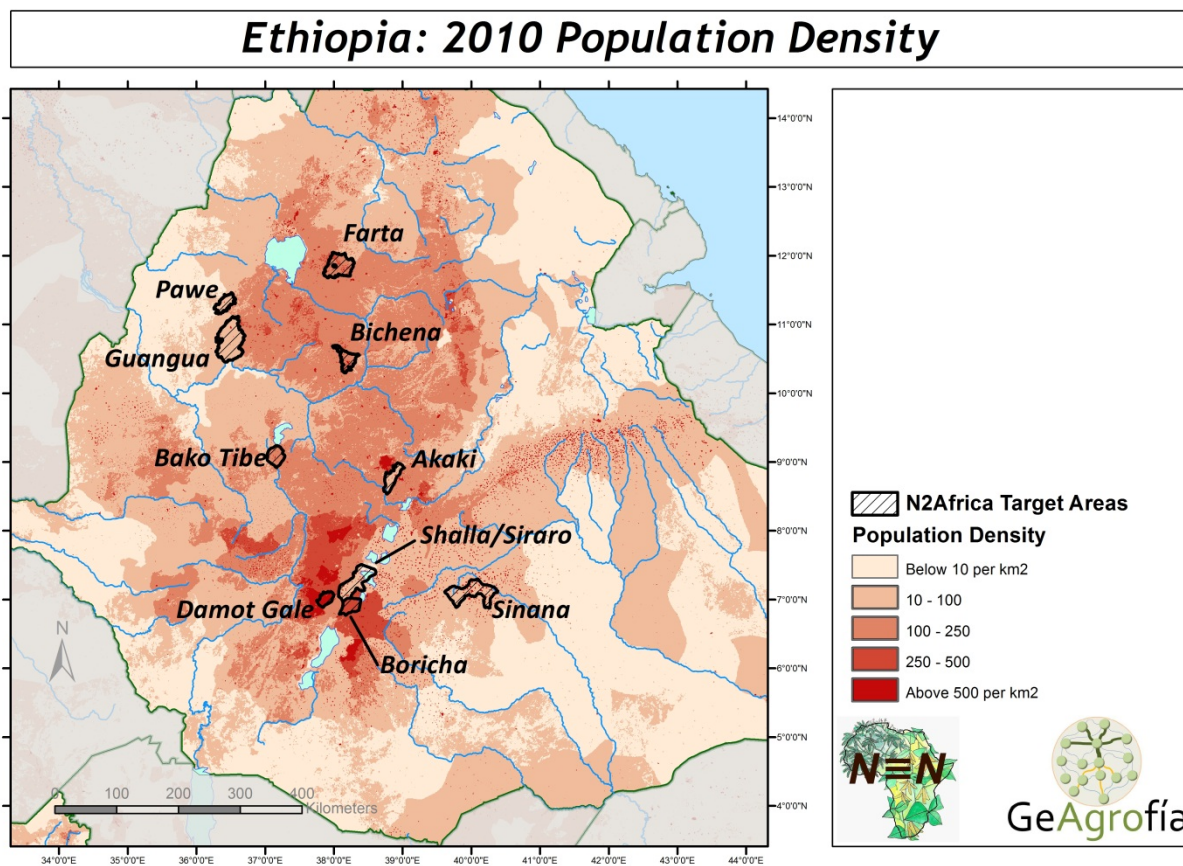 Ethiopia: 2010 Population Density
14°0'0"N
13°0'0"N
12°0'0"N
11°0'0"N
10°0'0"N
9°0'0"N
8°0'0"N
7°0'0"N
6°0'0"N
5°0'0"N
4°0'0"N
Farta
Pawe
Bichena
Guangua
Bako Tibe
Akaki
Shalla/Siraro
Damot Gale
Sinana
Boricha
N
0 100 200 300 400
Kilometers
34°0'0"E 35°0'0"E 36°0'0"E 37°0'0"E 38°0'0"E 39°0'0"E 40°0'0"E 41°0'0"E 42°0'0"E 43°0'0"E 44°0'0"E
N2Africa Target Areas
Population Density
Below 10 per km2
10 - 100
100 - 250
250 - 500
Above 500 per km2
N≡N
GeAgrofía